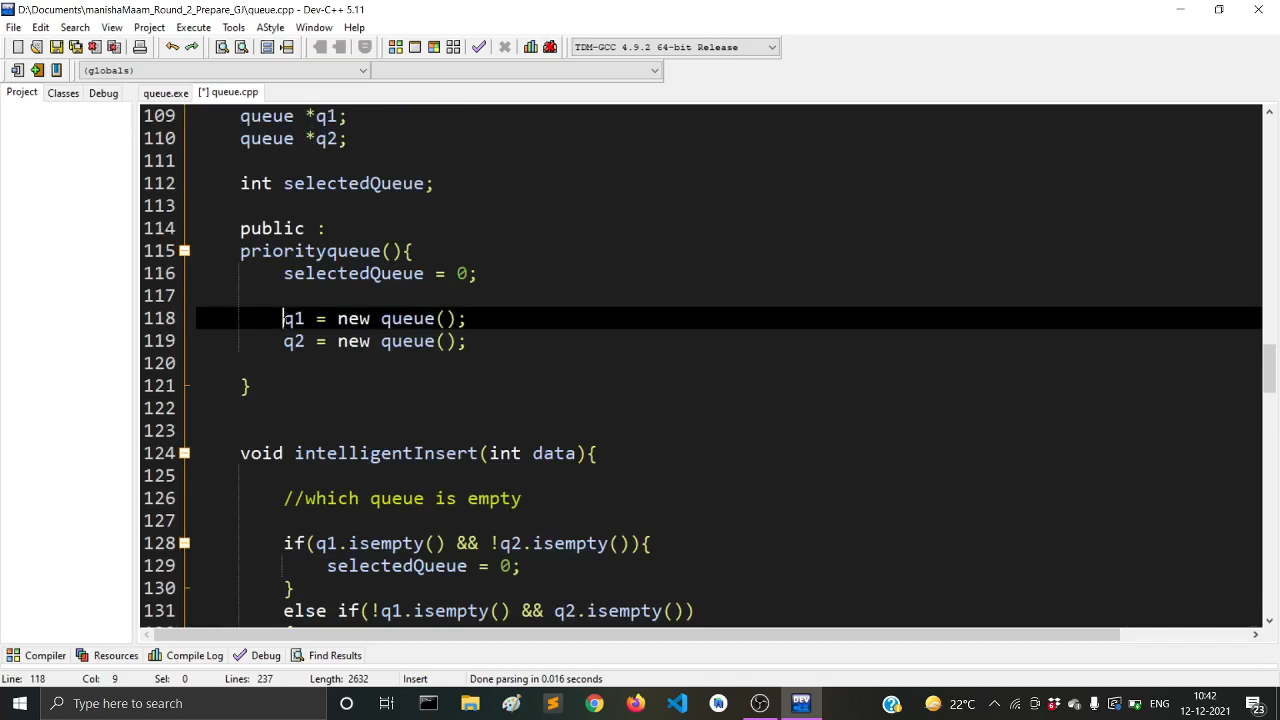 D:\Documents\manishaMaam_Round_2_Prepare_GJ\queue.cpp - Dev-C++ 5.11
File Edit Search View Project Execute Tools AStyle Window Help
TDM-GCC 4.9.2 64-bit Release
(globals)
Project Classes Debug queue.exe [*] queue.cpp
109 queue *q1;
110 queue *q2;
111
112 int selectedQueue;
113
114 public :
115 priorityqueue(){
116 selectedQueue = 0;
117
118 q1 = new queue();
119 q2 = new queue();
120
121 }
122
123
124 void intelligentInsert(int data){
125
126 //which queue is empty
127
128 if(q1.isempty() && !q2.isempty()){
129 selectedQueue = 0;
130 }
131 else if(!q1.isempty() && q2.isempty())
Compiler Resources Compile Log Debug Find Results
Line: 118 Col: 9 Sel: 0 Lines: 237 Length: 2632 Insert Done parsing in 0.016 seconds
Type here to search
22°C ENG 10:42
12-12-2021 23